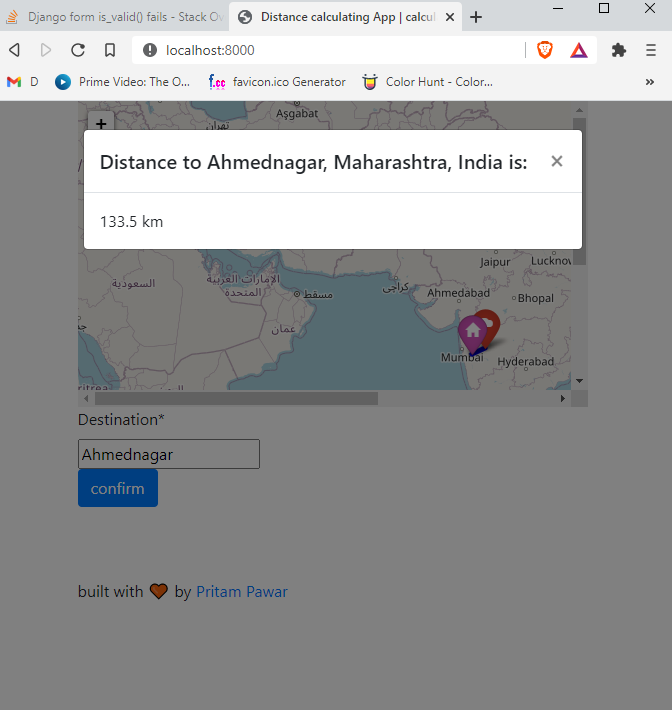 Django form is_valid() fails - Stack Ov
Distance calculating App | calcul
localhost:8000
D
Prime Video: The O...
favicon.ico Generator
Color Hunt - Color...
Aşgabat
تهران
+
Distance to Ahmednagar, Maharashtra, India is:
×
133.5 km
Jaipur
Lucknow
السعودية
الإمارات العربية
المتحدة
مسقط
کراچی
Ahmedabad
Bhopal
عمان
Mumbai
Hyderabad
Destination*
Ahmednagar
confirm
built with ❤ by Pritam Pawar